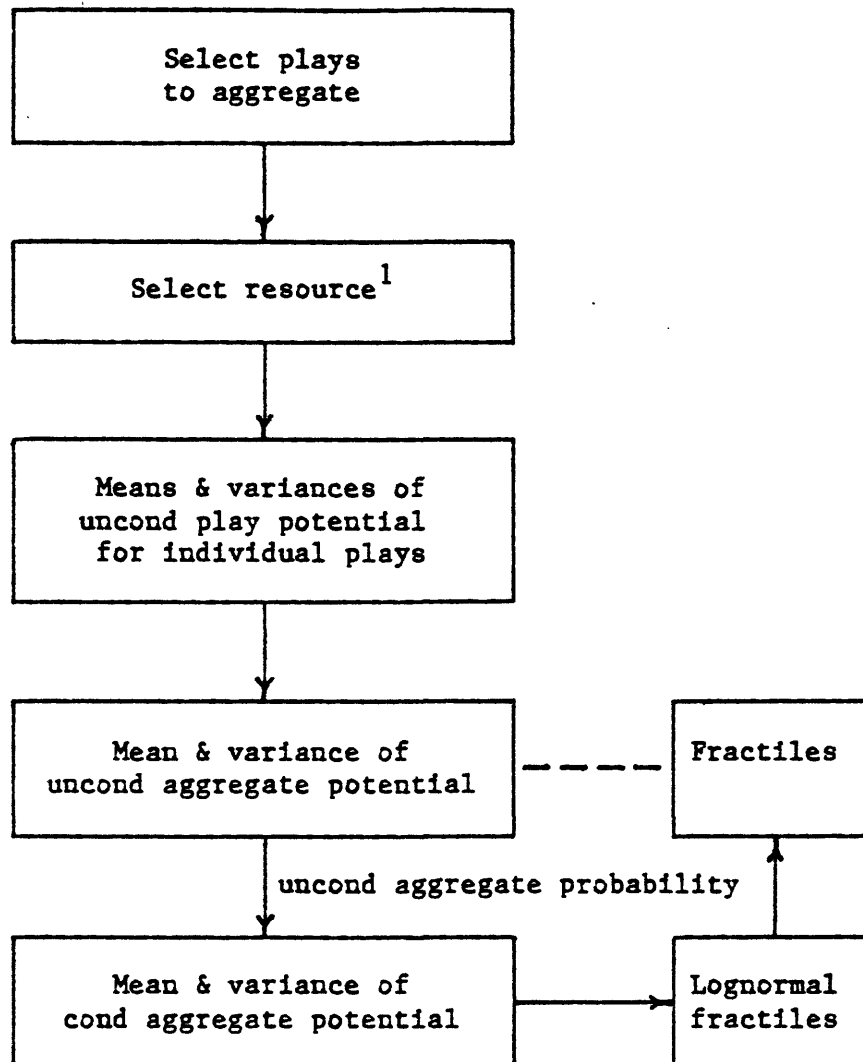 Select plays
to aggregate
Select resource1
Means & variances of
uncond play potential
for individual plays
Mean & variance of
uncond aggregate potential
Fractiles
uncond aggregate probability
Mean & variance of
cond aggregate potential
Lognormal
fractiles